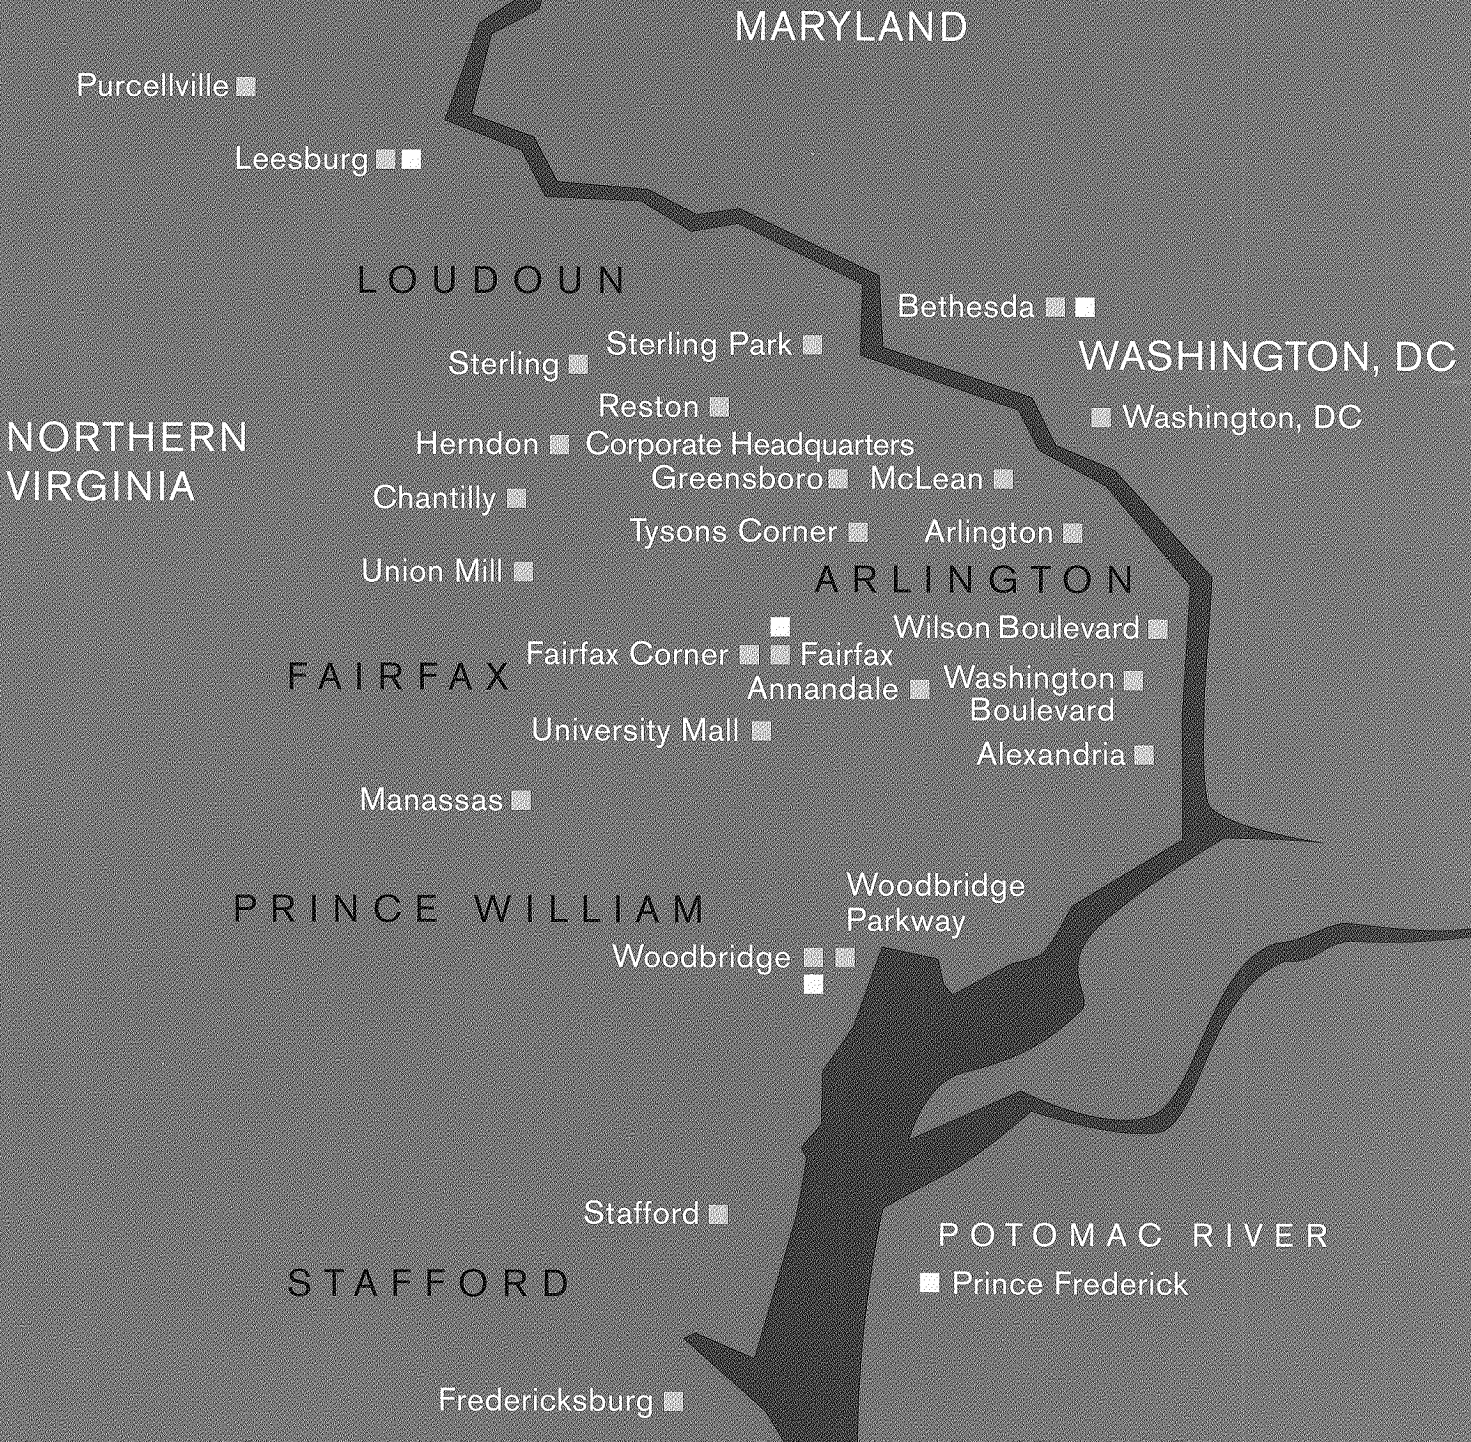 MARYLAND
Purcellville
Leesburg
LOUDOUN
Bethesda
Sterling Park
WASHINGTON, DC
Sterling
Reston
Washington, DC
NORTHERN
VIRGINIA
Herndon
Corporate Headquarters
Greensboro
McLean
Chantilly
Tysons Corner
Arlington
Union Mill
ARLINGTON
Wilson Boulevard
Fairfax Corner
Fairfax
FAIRFAX
Annandale
Washington
Boulevard
University Mall
Alexandria
Manassas
Woodbridge
Parkway
PRINCE WILLIAM
Woodbridge
Stafford
POTOMAC RIVER
STAFFORD
Prince Frederick
Fredericksburg